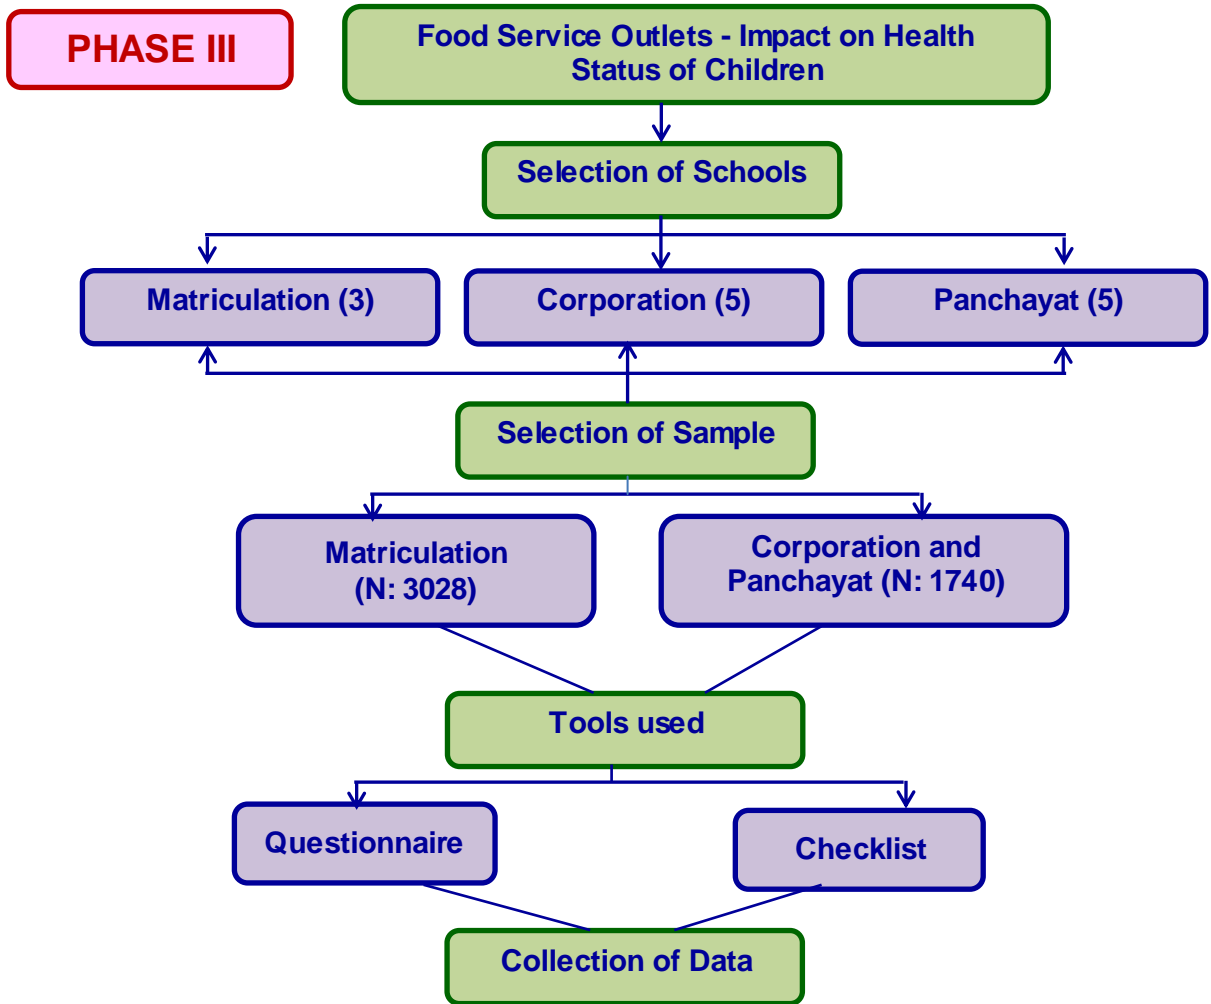 PHASE III
Food Service Outlets - Impact on Health
Status of Children
Selection of Schools
Matriculation (3)
Corporation (5)
Panchayat (5)
Selection of Sample
Matriculation
(N: 3028)
Corporation and
Panchayat (N: 1740)
Tools used
Questionnaire
Checklist
Collection of Data